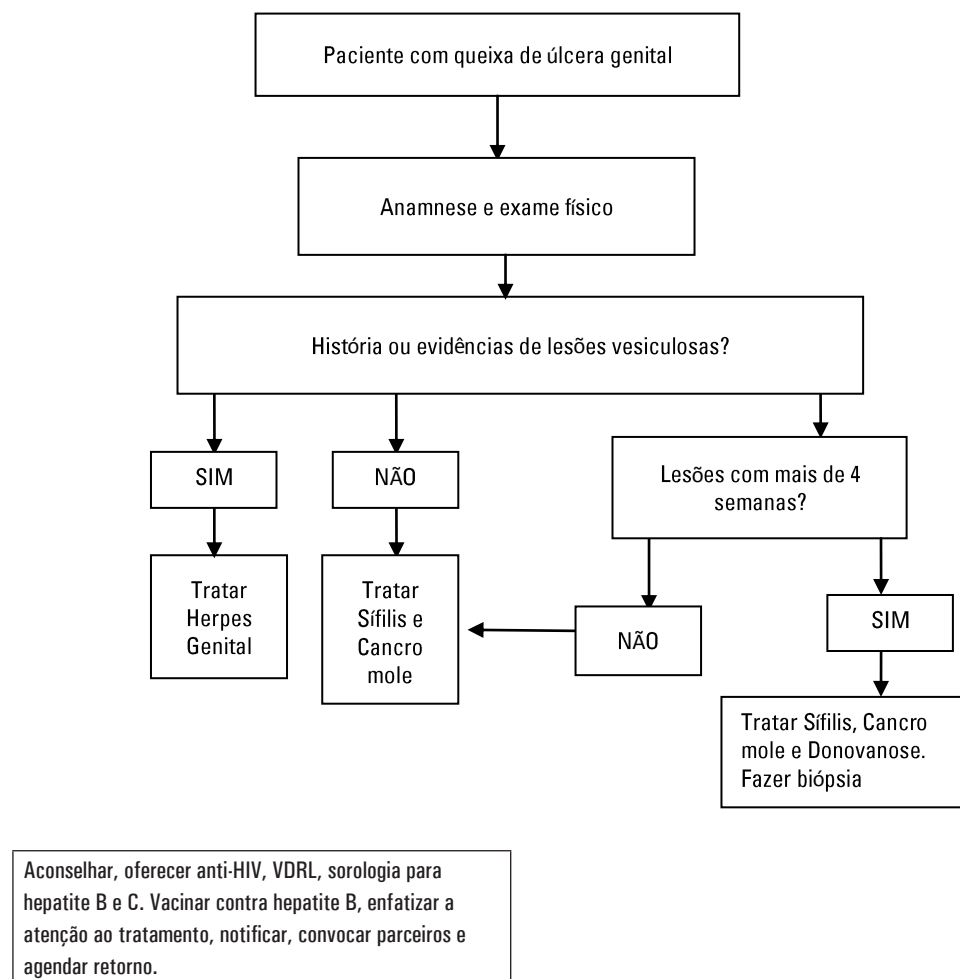 Paciente com queixa de úlcera genital
Anamnese e exame físico
História ou evidências de lesões vesiculosas?
SIM
NÃO
Lesões com mais de 4
semanas?
Tratar
Herpes
Genital
Tratar
Sífilis e
Cancro
mole
NÃO
SIM
Tratar Sífilis, Cancro
mole e Donovanose.
Fazer biópsia
Aconselhar, oferecer anti-HIV, VDRL, sorologia para
hepatite B e C. Vacinar contra hepatite B, enfatizar a
atenção ao tratamento, notificar, convocar parceiros e
agendar retorno.